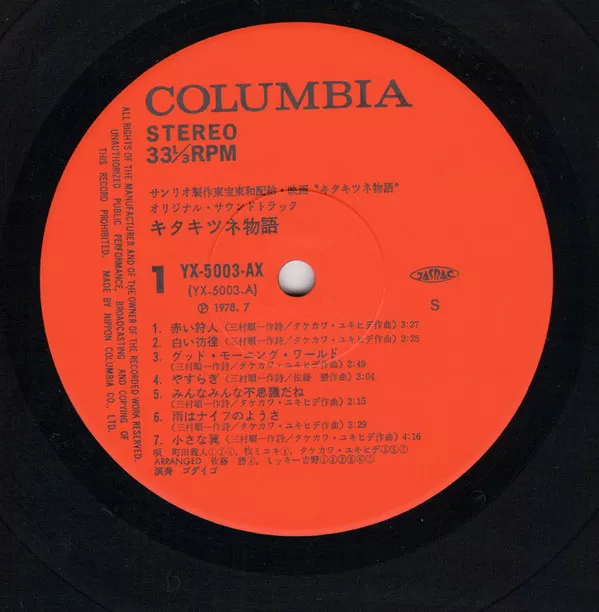 COLUMBIA
STEREO
33 1/3 RPM
サンリオ製作東宝東和配給・映画“キタキツネ物語”
オリジナル・サウンドトラック
キタキツネ物語
1 YX-5003-AX
(YX-5003-A)
Ⓟ 1978. 7
JASRAC
S
1. 赤い狩人 (三村順一作詩/タケカワ・ユキヒデ作曲) 3:27
2. 白い彷徨 (三村順一作詩/タケカワ・ユキヒデ作曲) 2:25
3. グッド・モーニング・ワールド
(三村順一作詩/タケカワ・ユキヒデ作曲) 2:49
4. やすらぎ (三村順一作詩/佐藤 勝作曲) 2:04
5. みんなみんな不思議だね
(三村順一作詩/タケカワ・ユキヒデ作曲) 2:15
6. 雨はナイフのようさ
(三村順一作詩/タケカワ・ユキヒデ作曲) 3:29
7. 小さな翼 (三村順一作詩/タケカワ・ユキヒデ作曲) 4:16
唄 町田義人 牧ミユキ④, タケカワ・ユキヒデ③⑤⑦
ARRANGED 佐藤 勝④, ミッキー吉野①②③⑤⑥⑦
演奏 ゴダイゴ
ALL RIGHTS OF THE MANUFACTURER AND OF THE OWNER OF THE RECORDED WORK RESERVED.
UNAUTHORIZED PUBLIC PERFORMANCE, BROADCASTING AND COPYING OF
THIS RECORD PROHIBITED. MADE BY NIPPON COLUMBIA CO., LTD.